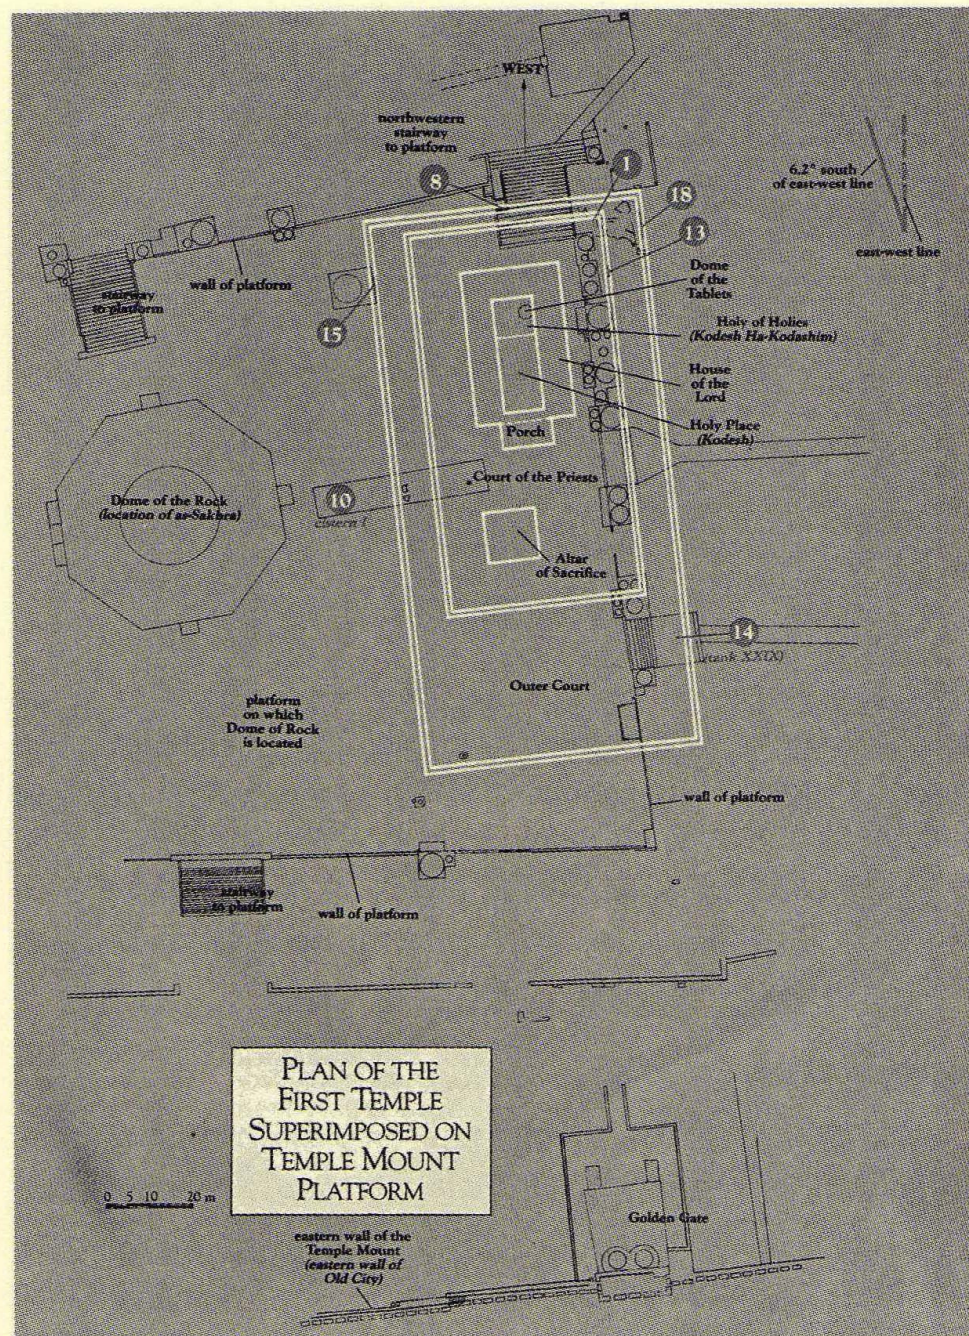 WEST
northwestern
stairway
to platform
8
1
6.2° south
of east-west line
18
13
east-west line
Dome
of the
Tablets
wall of platform
stairway
to platform
15
Holy of Holies
(Kodesh Ha-Kodashim)
House
of the
Lord
Holy Place
(Kodesh)
Porch
Court of the Priests
Dome of the Rock
(location of as-Sakhra)
10
cistern I
Altar
of Sacrifice
14
(tank XXIX)
Outer Court
platform
on which
Dome of Rock
is located
wall of platform
stairway
to platform
wall of platform
PLAN OF THE
FIRST TEMPLE
SUPERIMPOSED ON
TEMPLE MOUNT
PLATFORM
0 5 10 20 m
Golden Gate
eastern wall of the
Temple Mount
(eastern wall of
Old City)